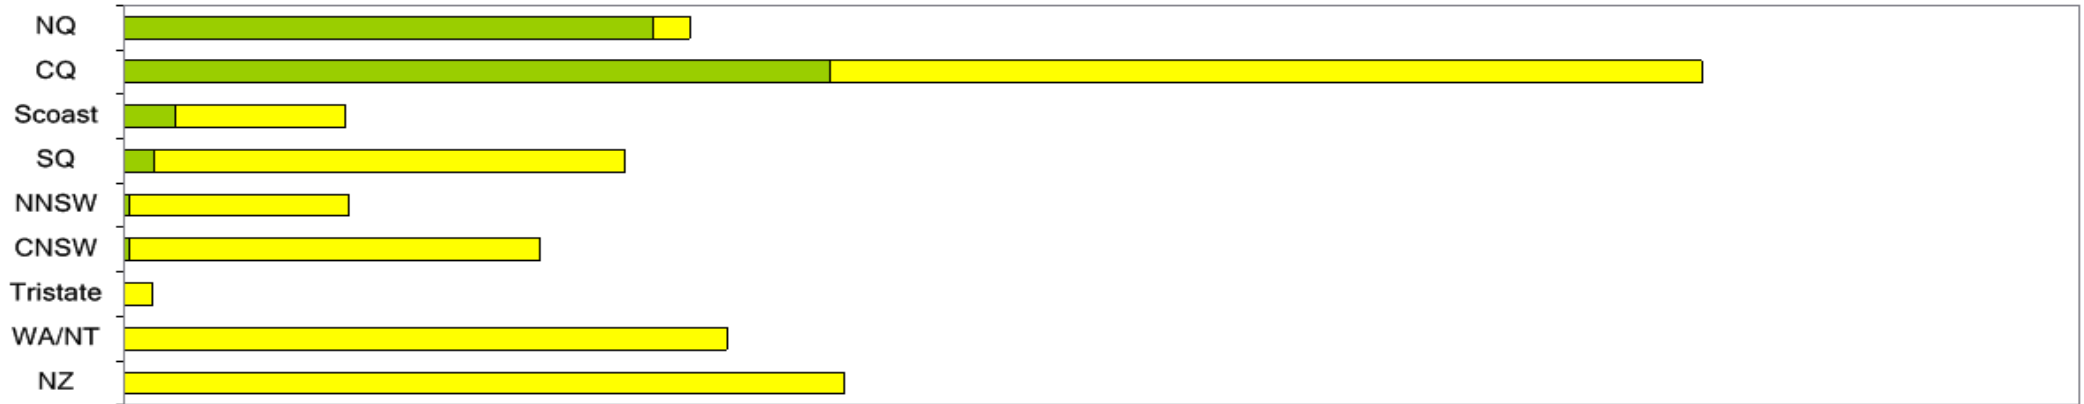 NQ
CQ
Scoast
SQ
NNSW
CNSW
Tristate
WA/NT
NZ